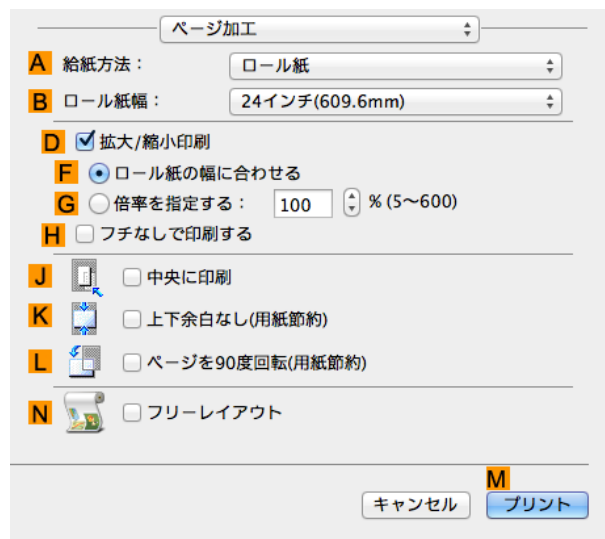 ページ加工
A 給紙方法： ロール紙
B ロール紙幅： 24インチ(609.6mm)
D 拡大/縮小印刷
F ロール紙の幅に合わせる
G 倍率を指定する： 100 % (5〜600)
H フチなしで印刷する
J 中央に印刷
K 上下余白なし(用紙節約)
L ページを90度回転(用紙節約)
N フリーレイアウト
M
キャンセル プリント